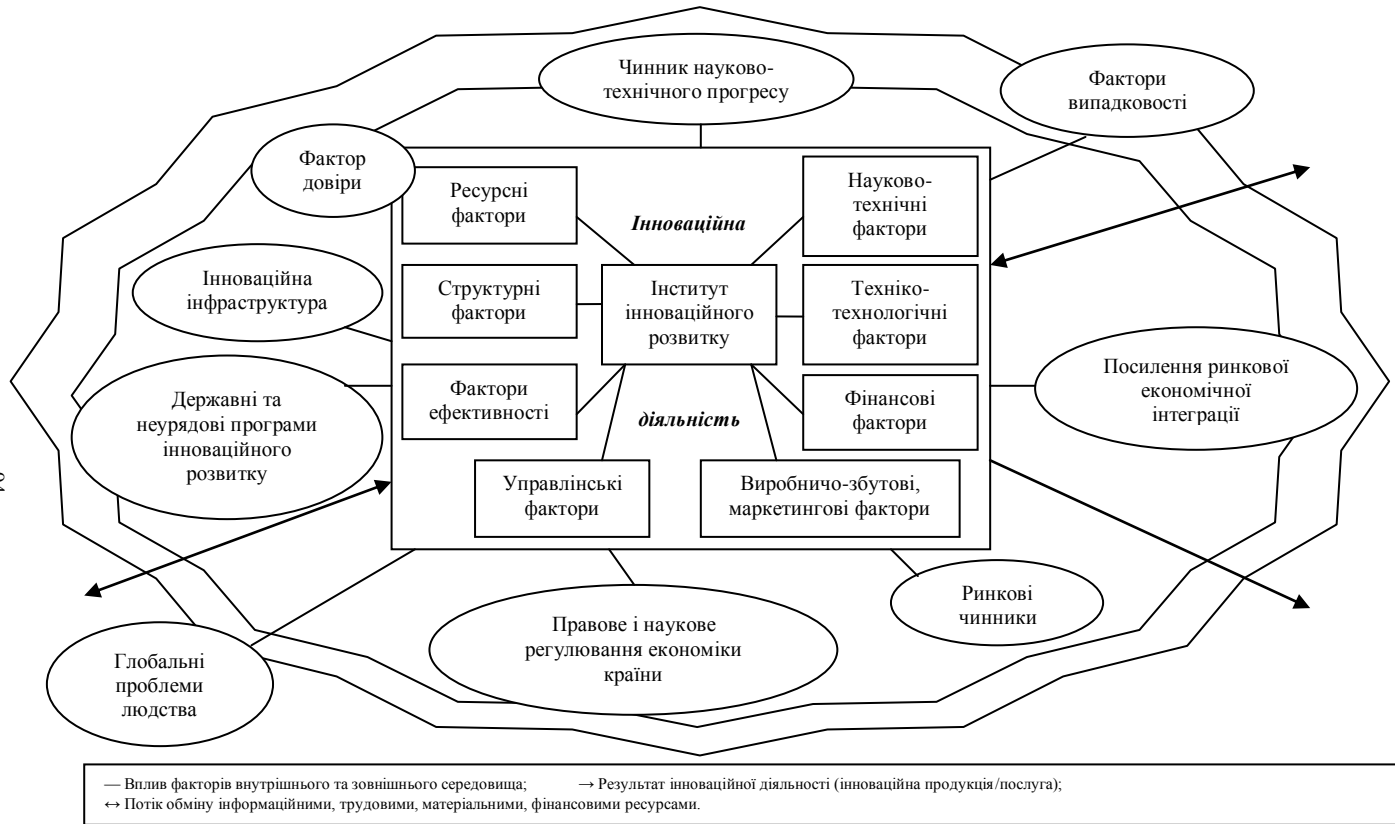 Чинник науково-
технічного прогресу
Фактори
випадковості
Фактор
довіри
Ресурсні
фактори
Інноваційна
Науково-
технічні
фактори
Інноваційна
інфраструктура
Структурні
фактори
Інститут
інноваційного
розвитку
Техніко-
технологічні
фактори
Державні та
неурядові програми
інноваційного
розвитку
Фактори
ефективності
діяльність
Фінансові
фактори
Посилення ринкової
економічної
інтеграції
Управлінські
фактори
Виробничо-збутові,
маркетингові фактори
Глобальні
проблеми
людства
Правове і наукове
регулювання економіки
країни
Ринкові
чинники
— Вплив факторів внутрішнього та зовнішнього середовища; → Результат інноваційної діяльності (інноваційна продукція/послуга);
↔ Потік обміну інформаційними, трудовими, матеріальними, фінансовими ресурсами.